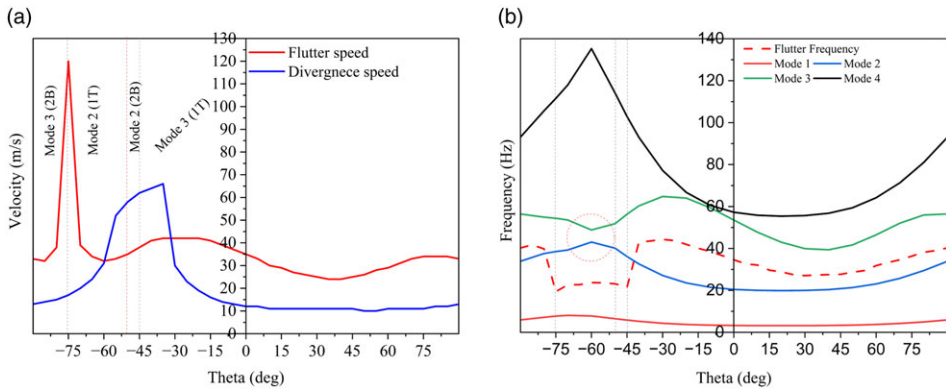 (a)
130
120
110
100
90
80
70
60
50
40
30
20
10
0
Velocity (m/s)
Flutter speed
Divergnece speed
Mode 3 (2B)
Mode 2 (1T)
Mode 2 (2B)
Mode 3 (1T)
−75 −60 −45 −30 −15 0 15 30 45 60 75
Theta (deg)
(b)
140
120
100
80
60
40
20
0
Frequency (Hz)
Flutter Frequency
Mode 1 Mode 2
Mode 3 Mode 4
−75 −60 −45 −30 −15 0 15 30 45 60 75
Theta (deg)